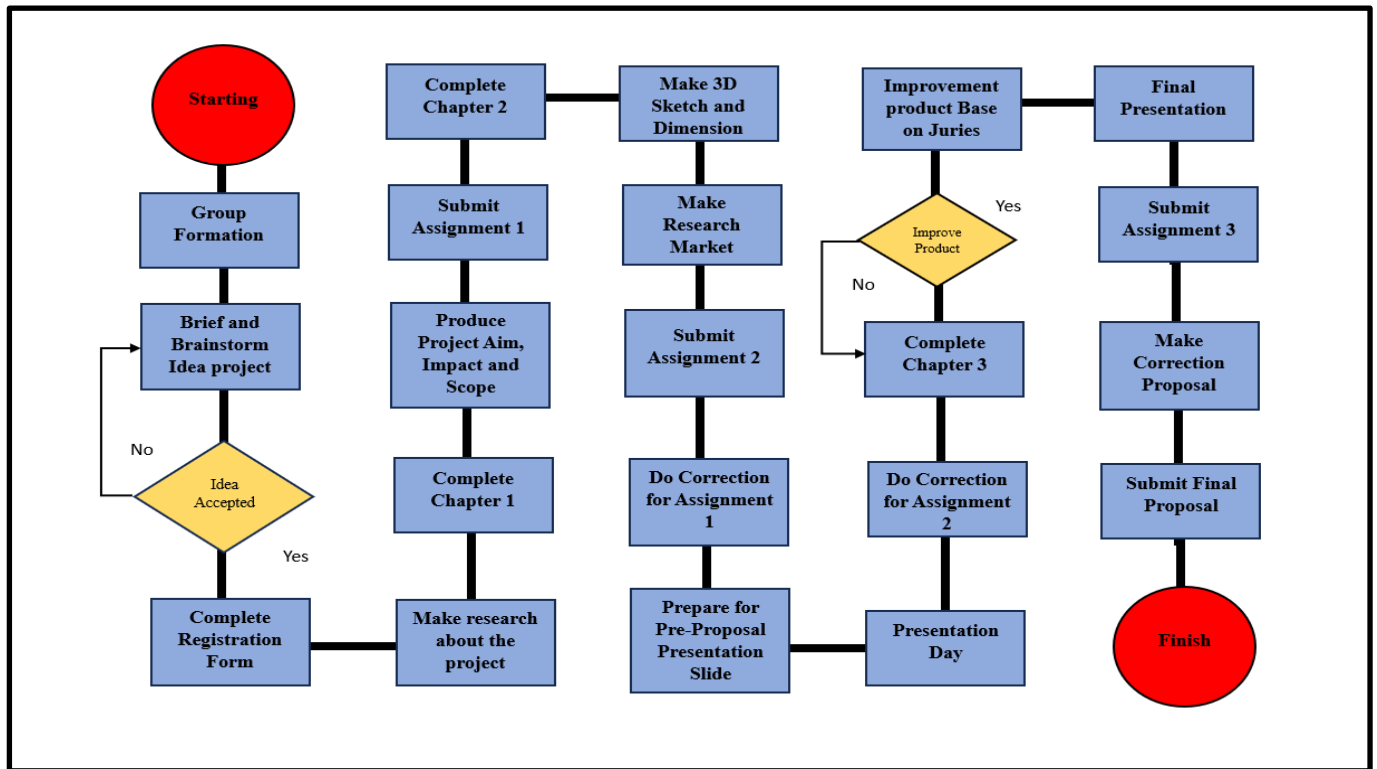 Starting
Group
Formation
Brief and
Brainstorm
Idea project
No
Idea
Accepted
Yes
Complete
Registration
Form
Make research
about the
project
Complete
Chapter 1
Produce
Project Aim,
Impact and
Scope
Submit
Assignment 1
Complete
Chapter 2
Make 3D
Sketch and
Dimension
Make
Research
Market
Submit
Assignment 2
Do Correction
for Assignment
1
Prepare for
Pre-Proposal
Presentation
Slide
Presentation
Day
Do Correction
for Assignment
2
Complete
Chapter 3
No
Improve
Product
Yes
Improvement
product Base
on Juries
Final
Presentation
Submit
Assignment 3
Make
Correction
Proposal
Submit Final
Proposal
Finish